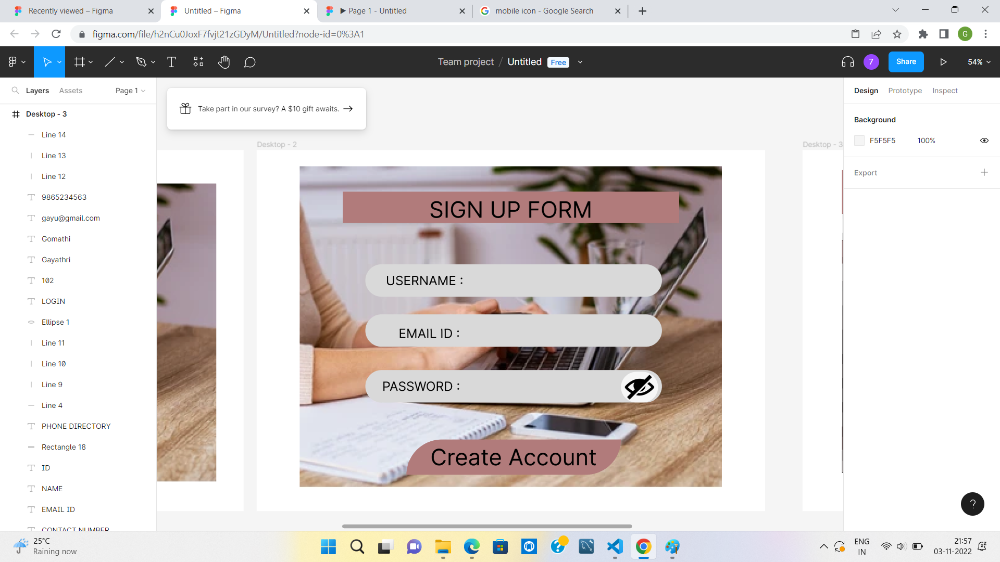 Recently viewed – Figma
Untitled – Figma
▶ Page 1 - Untitled
mobile icon - Google Search
figma.com/file/h2nCu0JoxF7fvjt21zGDyM/Untitled?node-id=0%3A1
G
Team project / Untitled Free
7
Share
54%
Layers
Assets
Page 1
Desktop - 3
Line 14
Line 13
Line 12
9865234563
gayu@gmail.com
Gomathi
Gayathri
102
LOGIN
Ellipse 1
Line 11
Line 10
Line 9
Line 4
PHONE DIRECTORY
Rectangle 18
ID
NAME
EMAIL ID
CONTACT NUMBER
Take part in our survey? A $10 gift awaits. →
Desktop - 2
SIGN UP FORM
USERNAME :
EMAIL ID :
PASSWORD :
Create Account
Desktop - 3
Design
Prototype
Inspect
Background
F5F5F5
100%
Export
?
25°C
Raining now
ENG
IN
21:57
03-11-2022